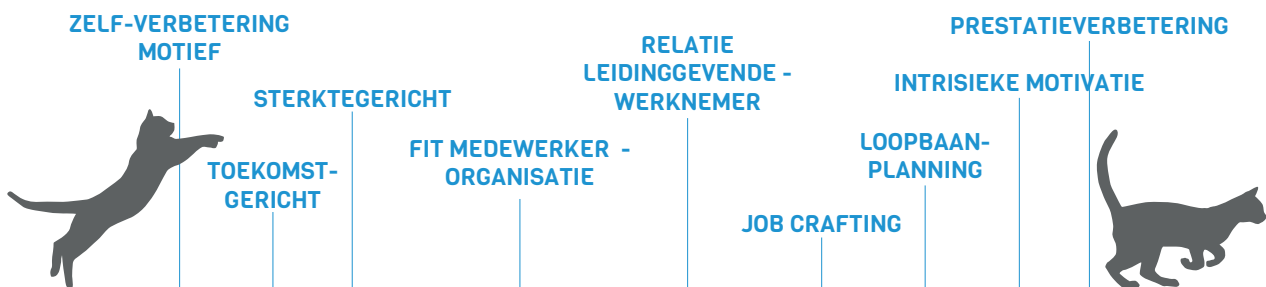 ZELF-VERBETERING
MOTIEF
TOEKOMST-
GERICHT
STERKTEGERICHT
FIT MEDEWERKER -
ORGANISATIE
RELATIE
LEIDINGGEVENDE -
WERKNEMER
JOB CRAFTING
LOOPBAAN-
PLANNING
INTRISIEKE MOTIVATIE
PRESTATIEVERBETERING